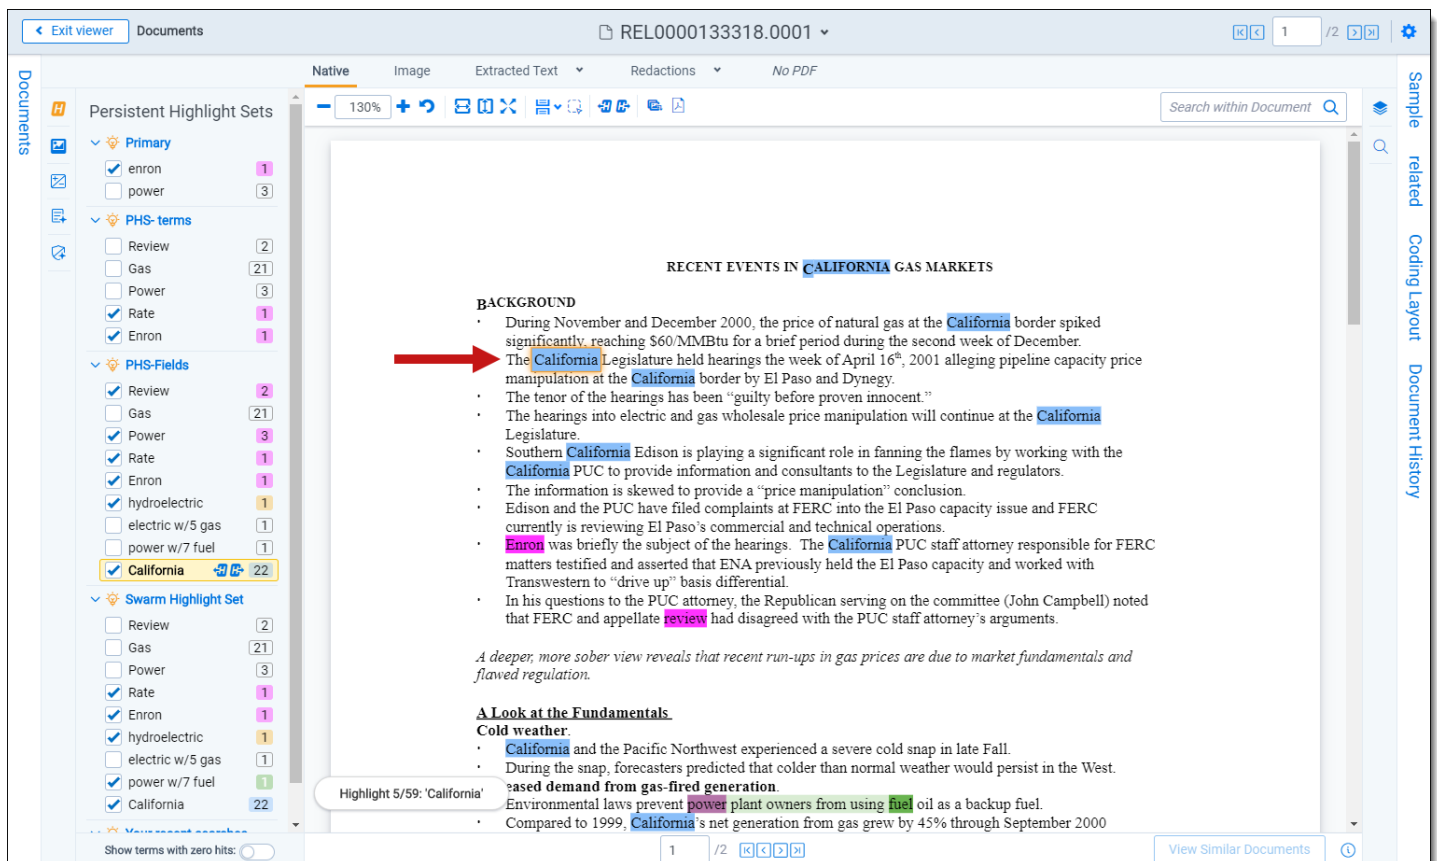 Exit viewer
Documents
REL0000133318.0001
1
/2
Documents
Native
Image
Extracted Text
Redactions
No PDF
130%
Search within Document
Persistent Highlight Sets
Primary
enron 1
power 3
PHS- terms
Review 2
Gas 21
Power 3
Rate 1
Enron 1
PHS-Fields
Review 2
Gas 21
Power 3
Rate 1
Enron 1
hydroelectric 1
electric w/5 gas 1
power w/7 fuel 1
California 22
Swarm Highlight Set
Review 2
Gas 21
Power 3
Rate 1
Enron 1
hydroelectric 1
electric w/5 gas 1
power w/7 fuel 1
California 22
Your recent searches
Show terms with zero hits:
RECENT EVENTS IN CALIFORNIA GAS MARKETS
BACKGROUND
· During November and December 2000, the price of natural gas at the California border spiked
significantly, reaching $60/MMBtu for a brief period during the second week of December.
· The California Legislature held hearings the week of April 16th, 2001 alleging pipeline capacity price
manipulation at the California border by El Paso and Dynegy.
· The tenor of the hearings has been “guilty before proven innocent.”
· The hearings into electric and gas wholesale price manipulation will continue at the California
Legislature.
· Southern California Edison is playing a significant role in fanning the flames by working with the
California PUC to provide information and consultants to the Legislature and regulators.
· The information is skewed to provide a “price manipulation” conclusion.
· Edison and the PUC have filed complaints at FERC into the El Paso capacity issue and FERC
currently is reviewing El Paso’s commercial and technical operations.
· Enron was briefly the subject of the hearings. The California PUC staff attorney responsible for FERC
matters testified and asserted that ENA previously held the El Paso capacity and worked with
Transwestern to “drive up” basis differential.
· In his questions to the PUC attorney, the Republican serving on the committee (John Campbell) noted
that FERC and appellate review had disagreed with the PUC staff attorney’s arguments.
A deeper, more sober view reveals that recent run-ups in gas prices are due to market fundamentals and
flawed regulation.
A Look at the Fundamentals
Cold weather.
· California and the Pacific Northwest experienced a severe cold snap in late Fall.
· During the snap, forecasters predicted that colder than normal weather would persist in the West.
eased demand from gas-fired generation.
Environmental laws prevent power plant owners from using fuel oil as a backup fuel.
· Compared to 1999, California’s net generation from gas grew by 45% through September 2000
Highlight 5/59: 'California'
1
/2
View Similar Documents
Sample
related
Coding Layout
Document History